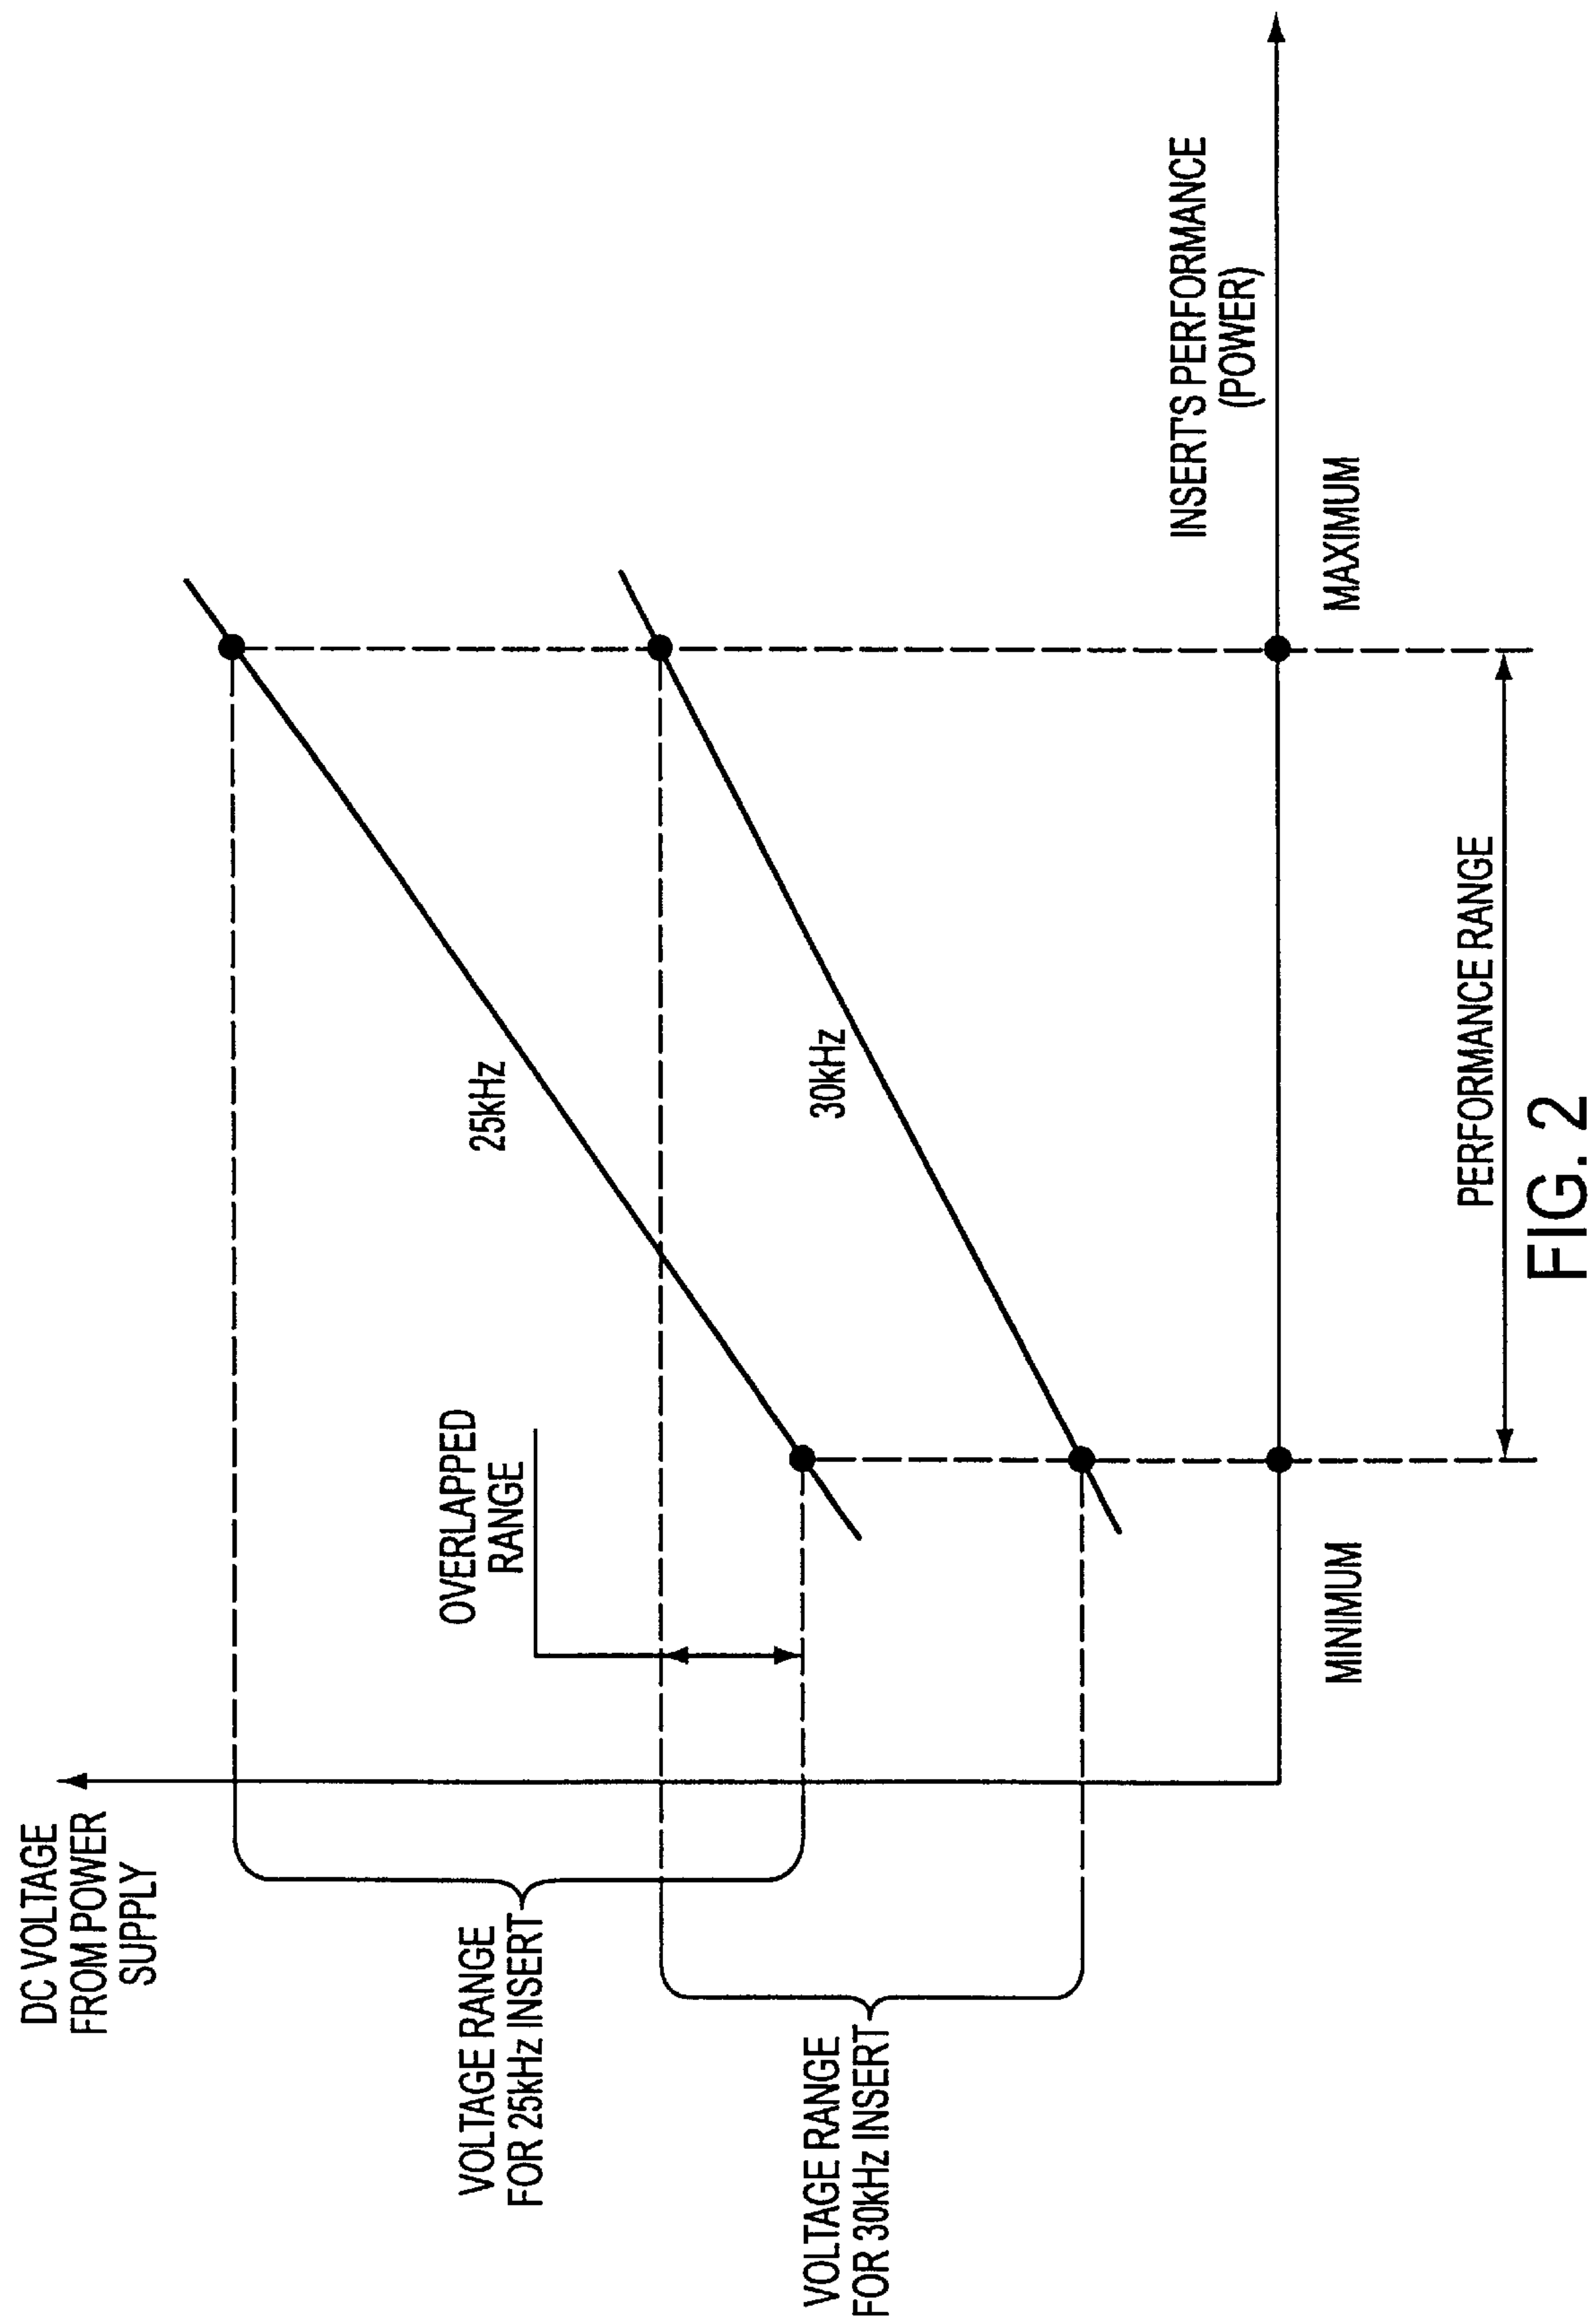 DC VOLTAGE
FROM POWER
SUPPLY
VOLTAGE RANGE
FOR 25kHz INSERT
VOLTAGE RANGE
FOR 30kHz INSERT
OVERLAPPED
RANGE
25kHz
30kHz
INSERT'S PERFORMANCE
(POWER)
MINIMUM
MAXIMUM
PERFORMANCE RANGE
FIG. 2